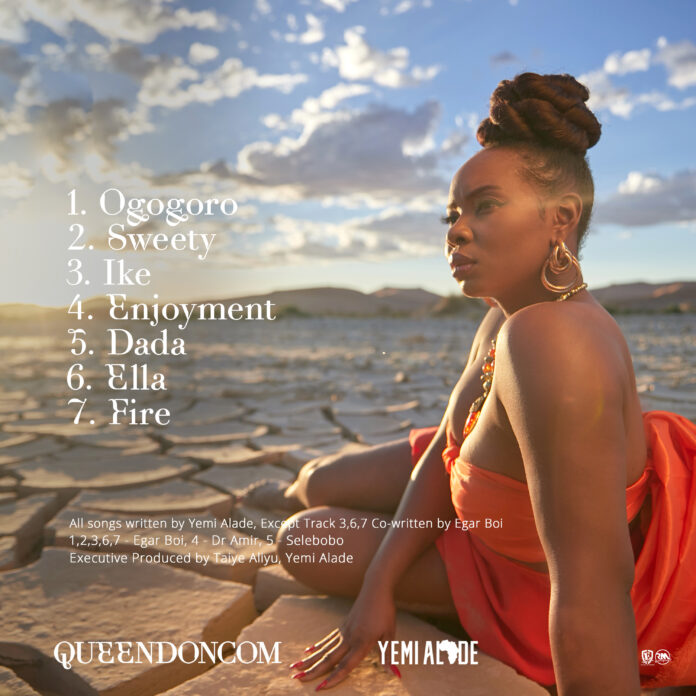 1. Ogogoro
2. Sweety
3. Ike
4. Enjoyment
5. Dada
6. Ella
7. Fire
All songs written by Yemi Alade, Except Track 3,6,7 Co-written by Egar Boi
1,2,3,6,7 - Egar Boi, 4 - Dr Amir, 5 - Selebobo
Executive Produced by Taiye Aliyu, Yemi Alade
QUEENDONCOM
YEMI ALADE